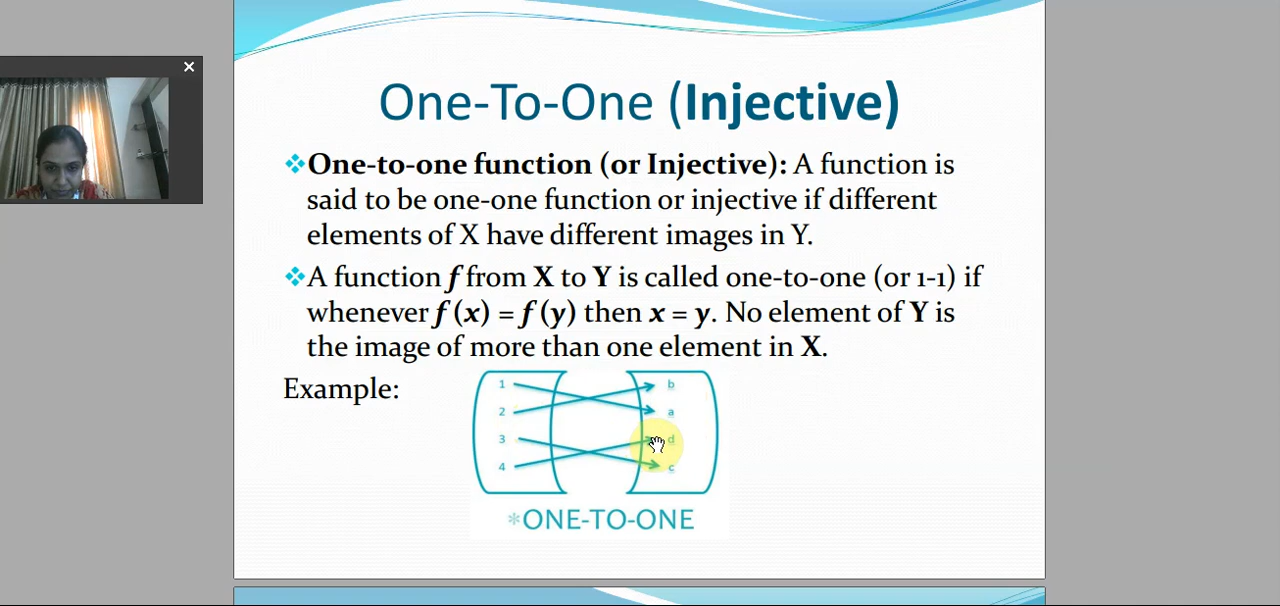 One-To-One (Injective)
❖One-to-one function (or Injective): A function is
said to be one-one function or injective if different
elements of X have different images in Y.
❖A function f from X to Y is called one-to-one (or 1-1) if
whenever f (x) = f (y) then x = y. No element of Y is
the image of more than one element in X.
Example:
1 b
2 a
3 d
4 c
*ONE-TO-ONE